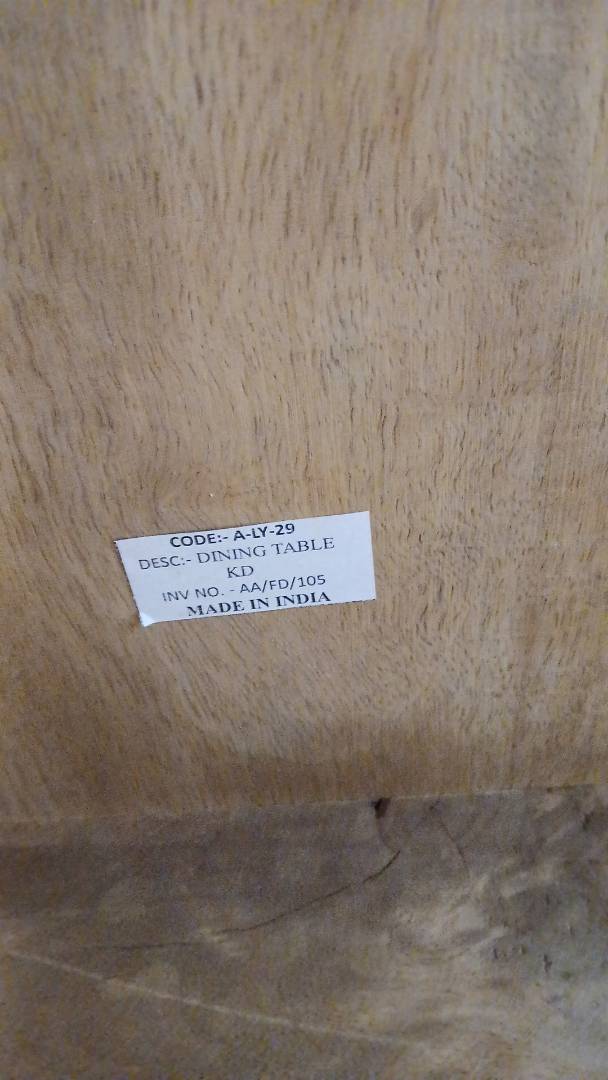 CODE:- A-LY-29
DESC:- DINING TABLE
KD
INV NO. - AA/FD/105
MADE IN INDIA